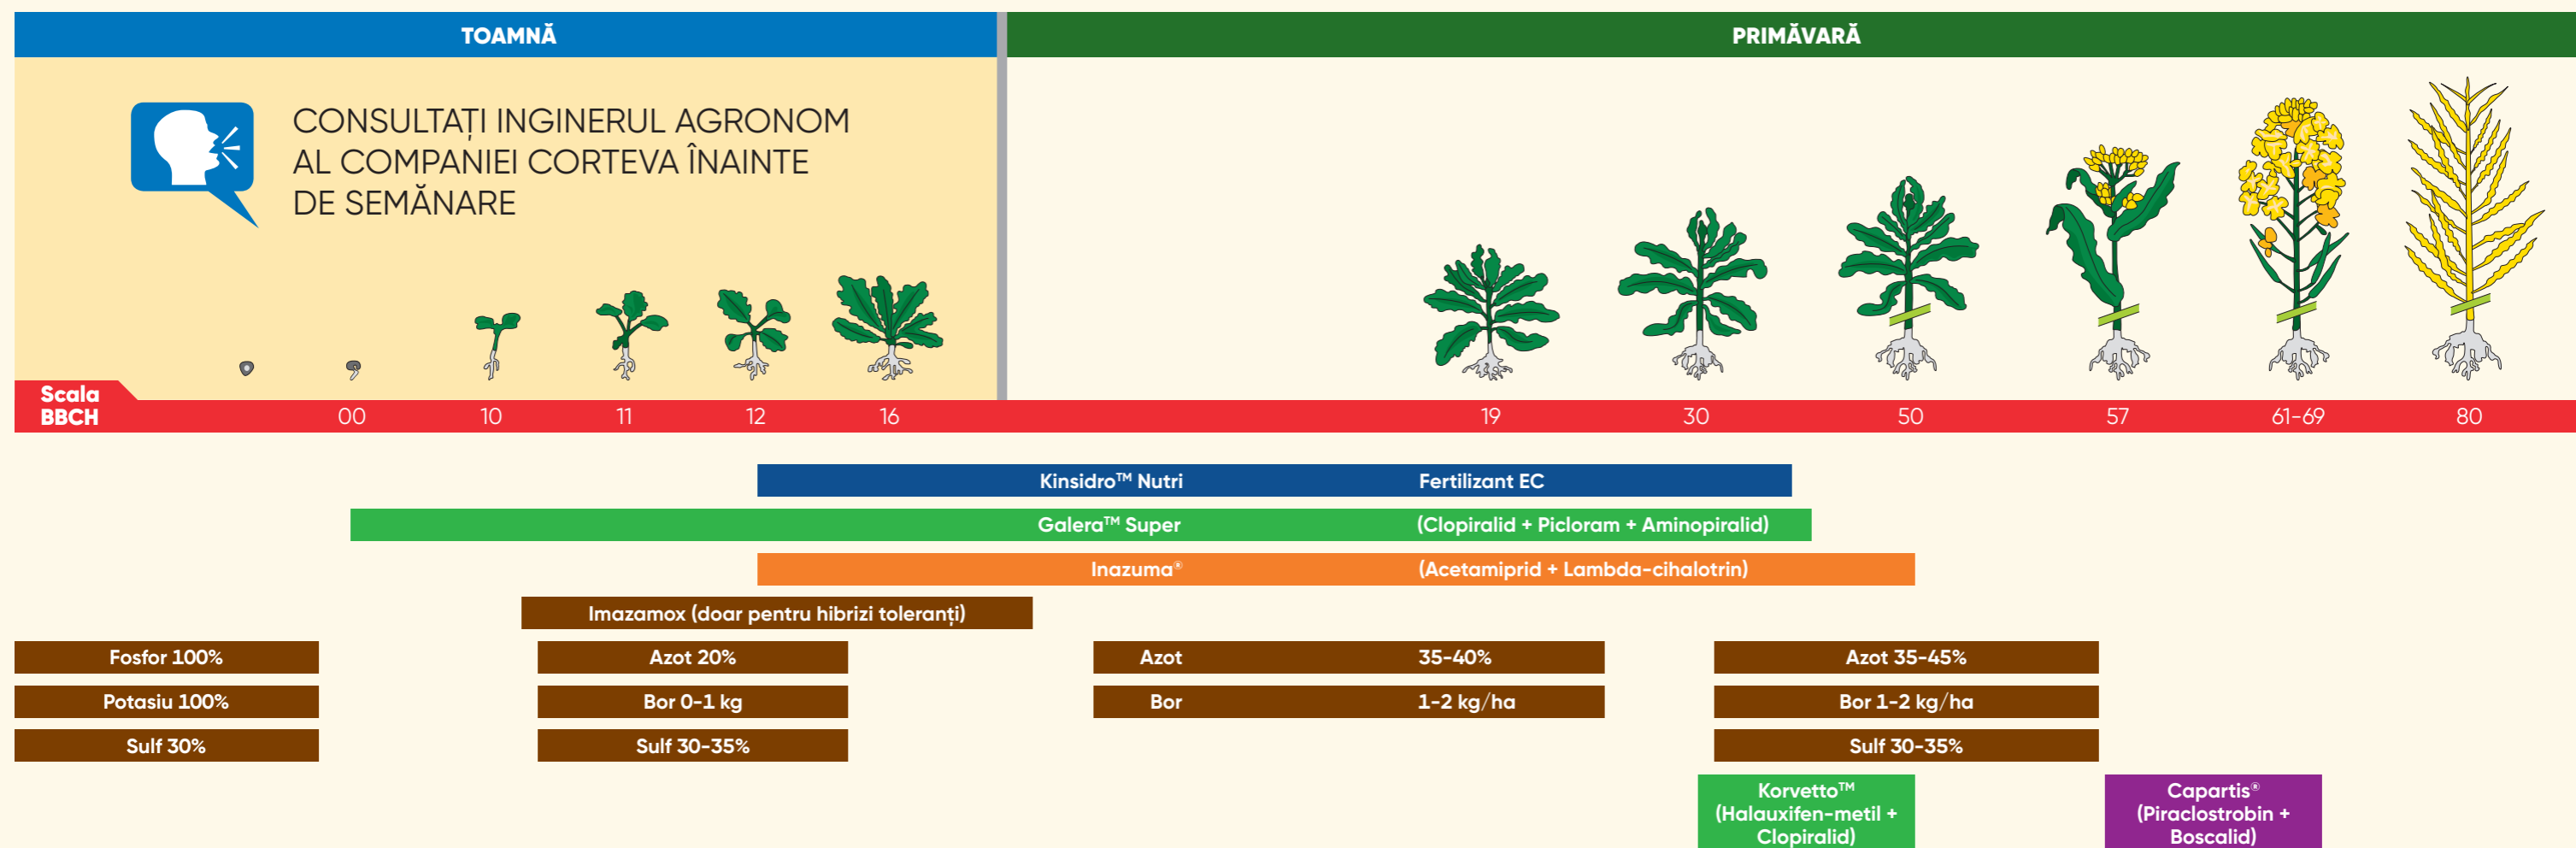 TOAMNĂ
PRIMĂVARĂ
CONSULTAȚI INGINERUL AGRONOM
AL COMPANIEI CORTEVA ÎNAINTE
DE SEMĂNARE
Scala
BBCH
00 10 11 12 16 19 30 50 57 61-69 80
Kinsidro™ Nutri Fertilizant EC
Galera™ Super (Clopiralid + Picloram + Aminopiralid)
Inazuma® (Acetamiprid + Lambda-cihalotrin)
Imazamox (doar pentru hibrizi toleranți)
Fosfor 100% Azot 20% Azot 35-40% Azot 35-45%
Potasiu 100% Bor 0-1 kg Bor 1-2 kg/ha Bor 1-2 kg/ha
Sulf 30% Sulf 30-35% Sulf 30-35%
Korvetto™
(Halauxifen-metil +
Clopiralid)
Capartis®
(Piraclostrobin +
Boscalid)